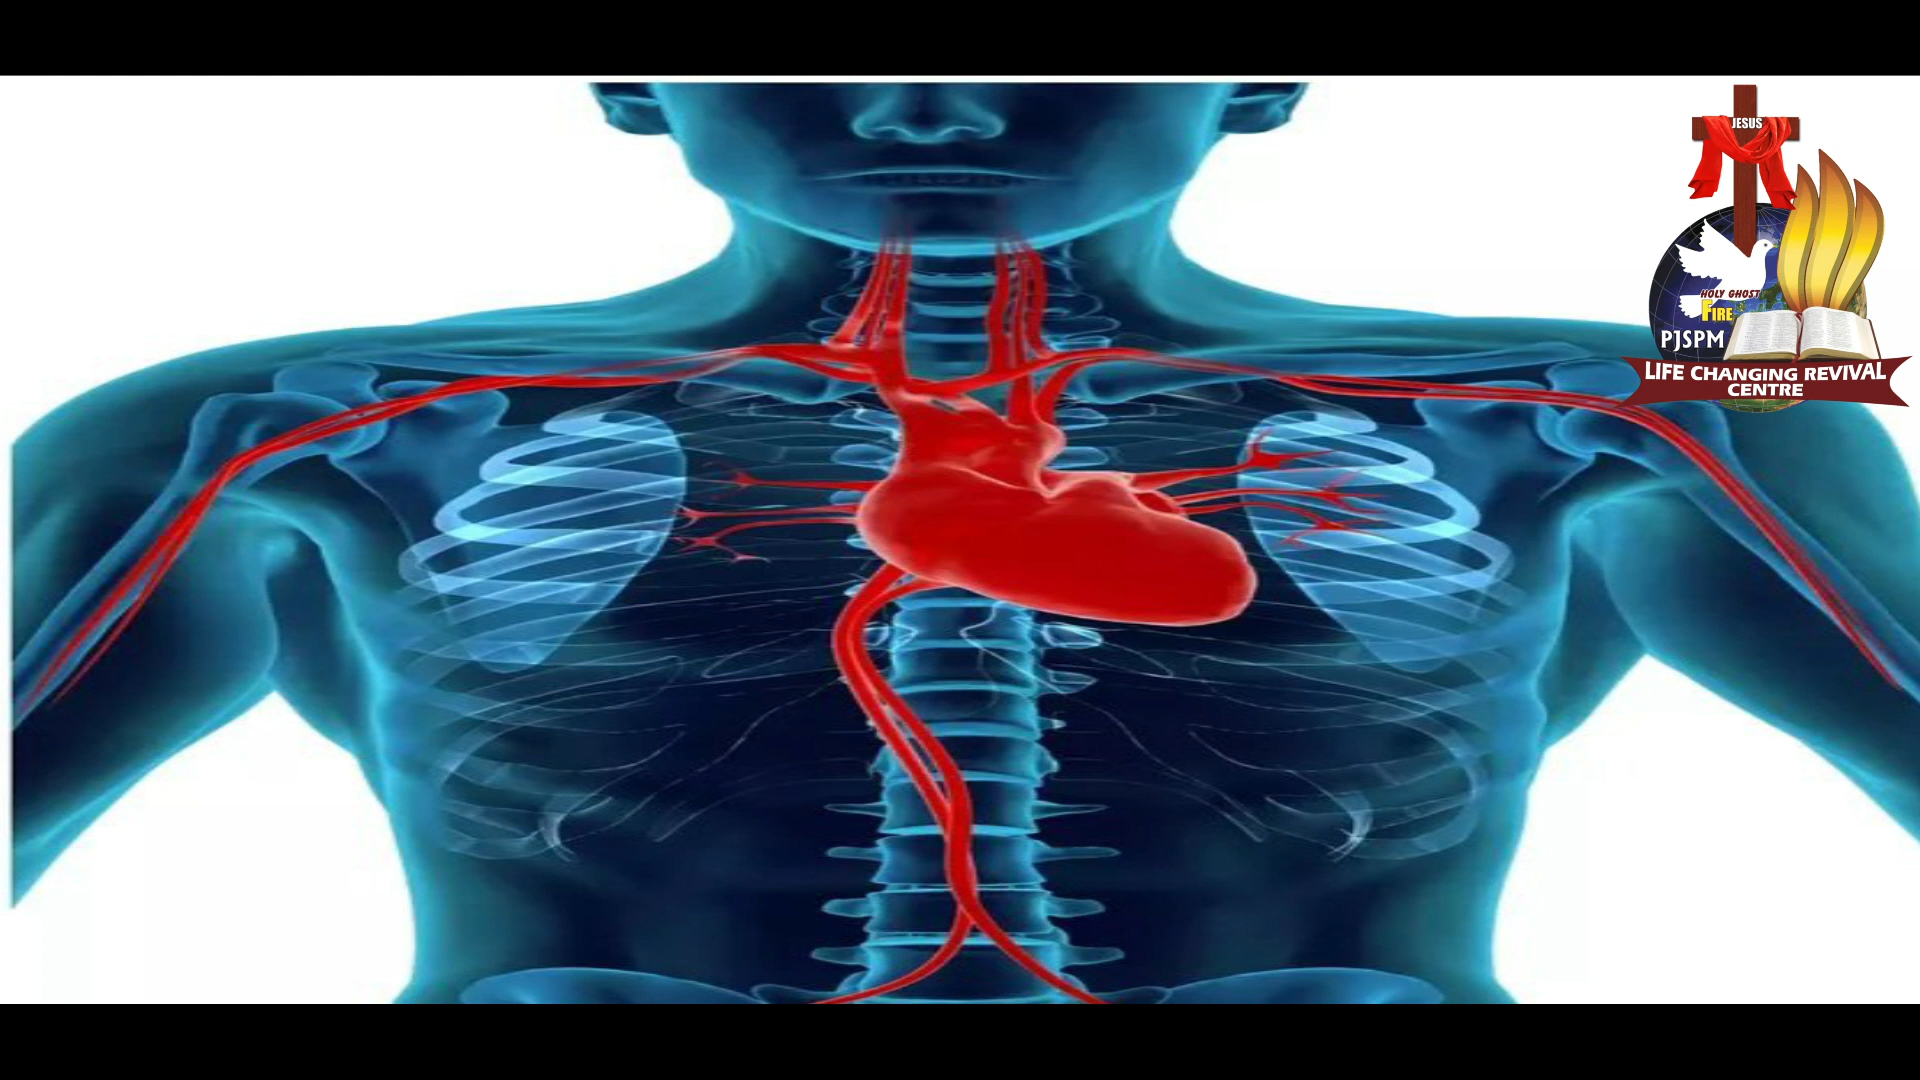 JESUS
HOLY GHOST
FIRE
PJSPM
LIFE CHANGING REVIVAL
CENTRE